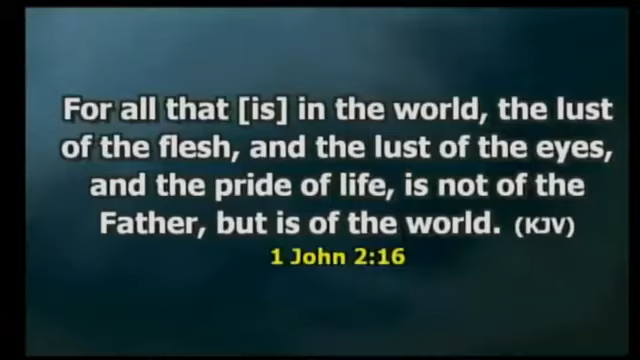 For all that [is] in the world, the lust
of the flesh, and the lust of the eyes,
and the pride of life, is not of the
Father, but is of the world. (KJV)
1 John 2:16